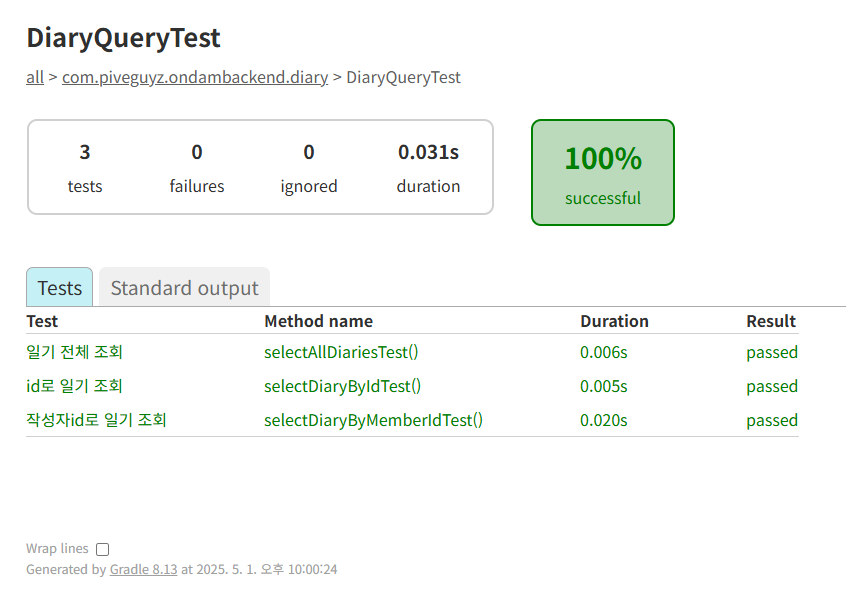 DiaryQueryTest
all > com.piveguyz.ondambackend.diary > DiaryQueryTest
3 0 0 0.031s
tests failures ignored duration
100%
successful
Tests Standard output
Test Method name Duration Result
일기 전체 조회 selectAllDiariesTest() 0.006s passed
id로 일기 조회 selectDiaryByIdTest() 0.005s passed
작성자id로 일기 조회 selectDiaryByMemberIdTest() 0.020s passed
Wrap lines
Generated by Gradle 8.13 at 2025. 5. 1. 오후 10:00:24